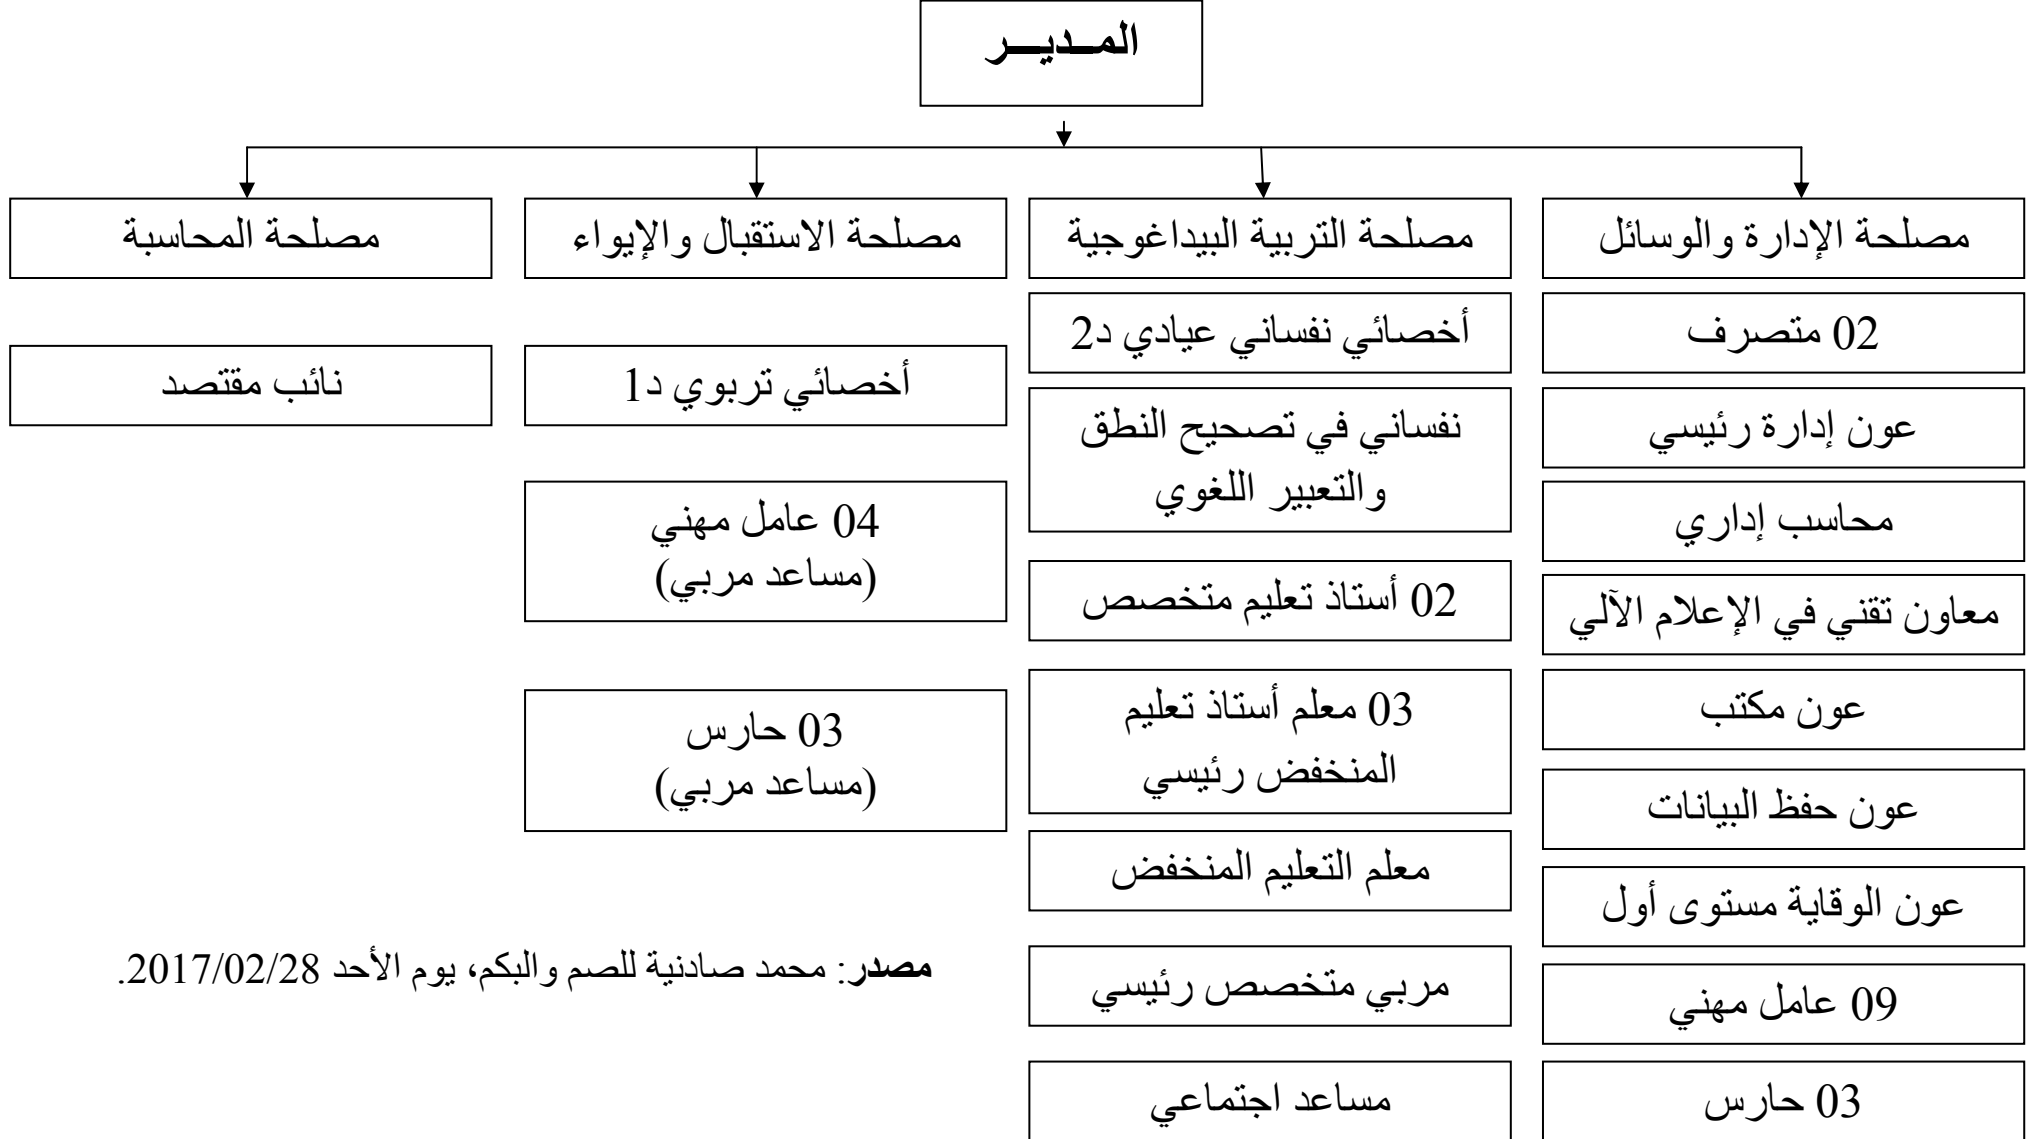 المــديــر
مصلحة الإدارة والوسائل
مصلحة التربية البيداغوجية
مصلحة الاستقبال والإيواء
مصلحة المحاسبة
02 متصرف
عون إدارة رئيسي
محاسب إداري
معاون تقني في الإعلام الآلي
عون مكتب
عون حفظ البيانات
عون الوقاية مستوى أول
09 عامل مهني
03 حارس
أخصائي نفساني عيادي د2
نفساني في تصحيح النطق
والتعبير اللغوي
02 أستاذ تعليم متخصص
03 معلم أستاذ تعليم
المنخفض رئيسي
معلم التعليم المنخفض
مربي متخصص رئيسي
مساعد اجتماعي
أخصائي تربوي د1
04 عامل مهني
(مساعد مربي)
03 حارس
(مساعد مربي)
نائب مقتصد
مصدر: محمد صادنية للصم والبكم، يوم الأحد 2017/02/28.